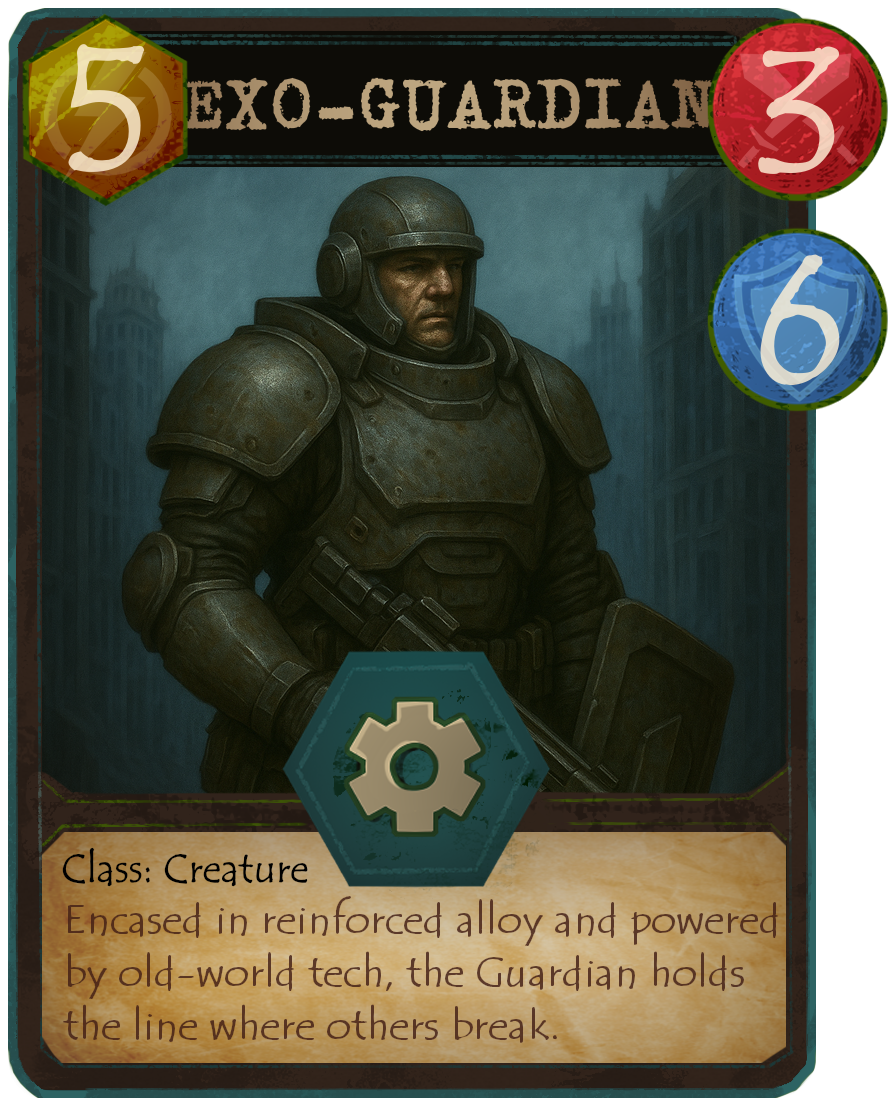 5
EXO-GUARDIAN
3
6
Class: Creature
Encased in reinforced alloy and powered
by old-world tech, the Guardian holds
the line where others break.